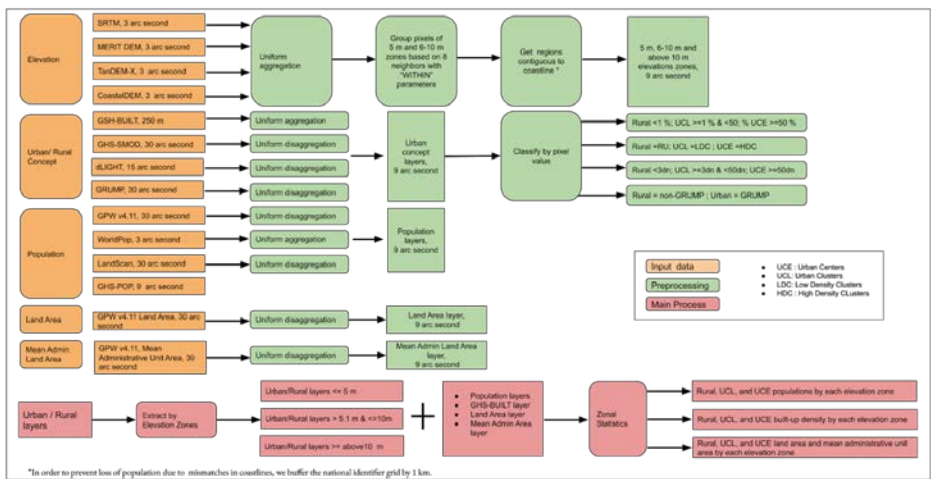 Elevation
SRTM, 3 arc second
MERIT DEM, 3 arc second
TanDEM-X, 3 arc second
CoastalDEM, 3 arc second
Uniform
aggregation
Group pixels of
5 m and 6-10 m
zones based on 8
neighbors with
"WITHIN"
parameters
Get regions
contiguous to
coastline *
5 m, 6-10 m and
above 10 m
elevations zones,
9 arc second
Urban/ Rural
Concept
GSH-BUILT, 250 m
GHS-SMOD, 30 arc second
dLIGHT, 15 arc second
GRUMP, 30 arc second
Uniform aggregation
Uniform disaggregation
Uniform disaggregation
Uniform disaggregation
Urban
concept
layers,
9 arc second
Classify by pixel
value
Rural <1 %; UCL >=1 % & <50; % UCE >=50 %
Rural =RU; UCL =LDC ; UCE =HDC
Rural <3dn; UCL >=3dn & <50dn; UCE >=50dn
Rural = non-GRUMP ; Urban = GRUMP
Population
GPW v4.11, 30 arc second
WorldPop, 3 arc second
LandScan, 30 arc second
GHS-POP, 9 arc second
Uniform disaggregation
Uniform aggregation
Uniform disaggregation
Population
layers,
9 arc second
Input data
Preprocessing
Main Process
● UCE : Urban Centers
● UCL: Urban Clusters
● LDC: Low Density Clusters
● HDC : High Density CLusters
Land Area
GPW v4.11 Land Area, 30 arc
second
Uniform disaggregation
Land Area layer,
9 arc second
Mean Admin
Land Area
GPW v4.11, Mean
Administrative Unit Area, 30
arc second
Uniform disaggregation
Mean Admin Land Area
layer,
9 arc second
Urban / Rural
layers
Extract by
Elevation Zones
Urban/Rural layers <= 5 m
Urban/Rural layers > 5.1 m & <=10m
Urban/Rural layers >= above10 m
+
● Population layers
● GHS-BUILT layer
● Land Area layer
● Mean Admin Area
layer
Zonal
Statistics
Rural, UCL, and UCE populations by each elevation zone
Rural, UCL, and UCE built-up density by each elevation zone
Rural, UCL, and UCE land area and mean administrative unit
area by each elevation zone
*In order to prevent loss of population due to mismatches in coastlines, we buffer the national identifier grid by 1 km.